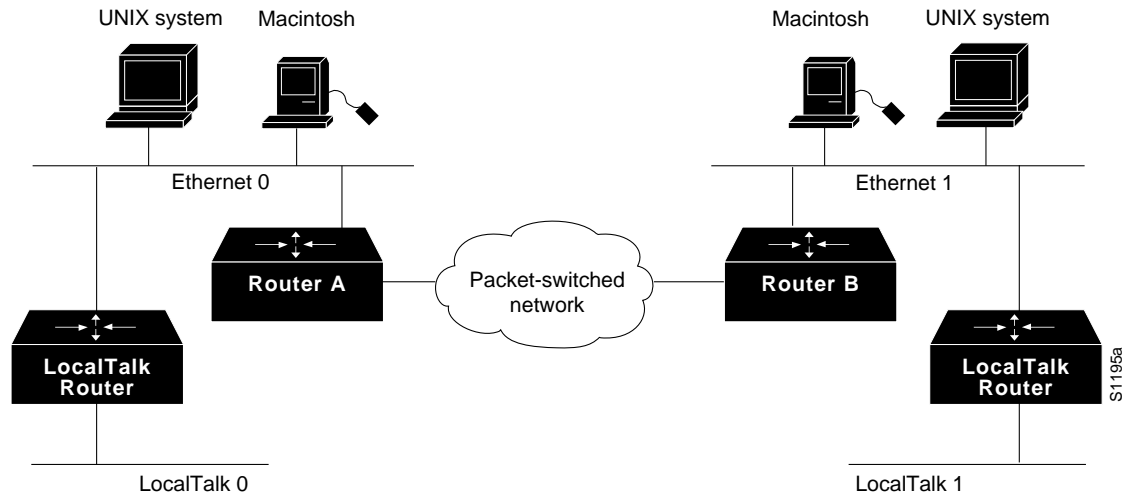 UNIX system
Macintosh
Macintosh
UNIX system
Ethernet 0
Ethernet 1
Router A
Packet-switched
network
Router B
LocalTalk
Router
LocalTalk
Router
S1195a
LocalTalk 0
LocalTalk 1